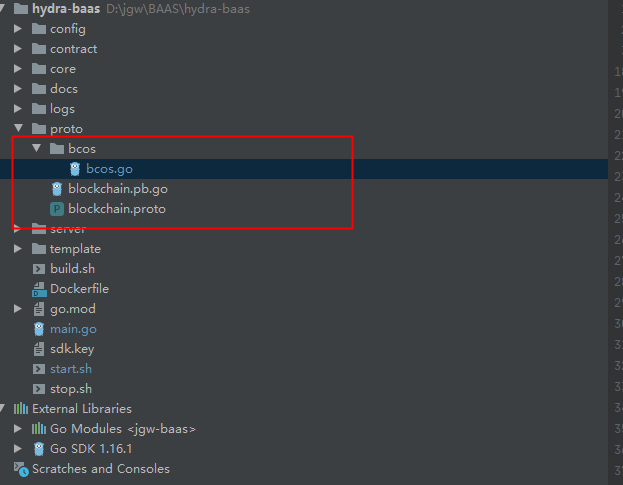 hydra-baas D:\jgw\BAAS\hydra-baas
config
contract
core
docs
logs
proto
bcos
bcos.go
blockchain.pb.go
blockchain.proto
server
template
build.sh
Dockerfile
go.mod
main.go
sdk.key
start.sh
stop.sh
External Libraries
Go Modules <jgw-baas>
Go SDK 1.16.1
Scratches and Consoles